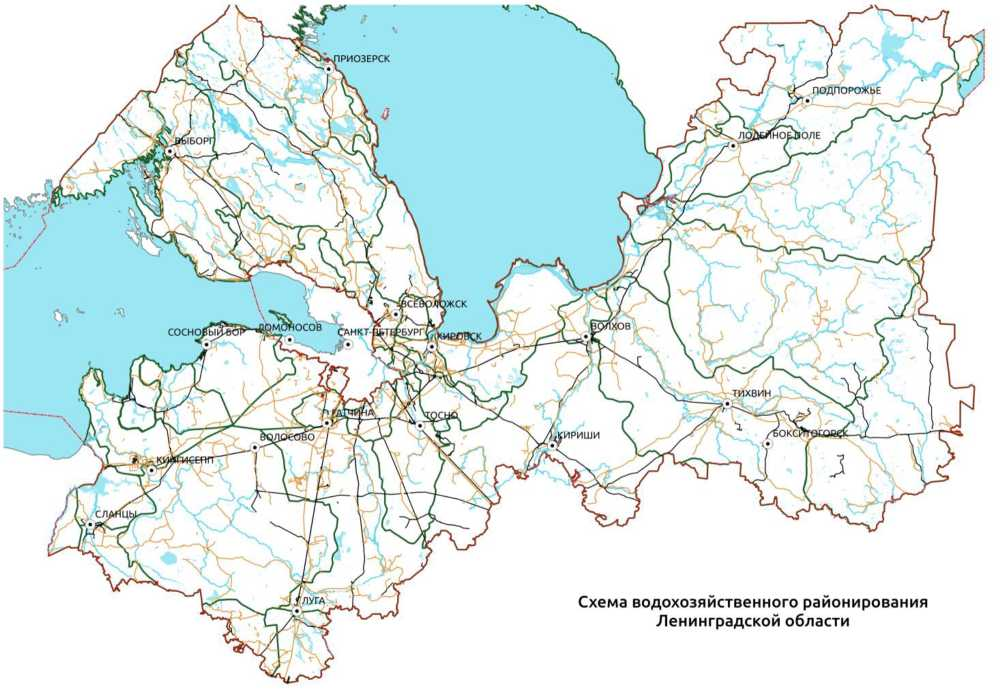 ПРИОЗЕРСК
ПОДПОРОЖЬЕ
ВЫБОРГ
ЛОДЕЙНОЕ ПОЛЕ
ВСЕВОЛОЖСК
СОСНОВЫЙ БОР
ЛОМОНОСОВ
САНКТ-ПЕТЕРБУРГ
КИРОВСК
ВОЛХОВ
ТИХВИН
ГАТЧИНА
ТОСНО
ВОЛОСОВО
КИРИШИ
БОКСИТОГОРСК
КИНГИСЕПП
СЛАНЦЫ
ЛУГА
Схема водохозяйственного районирования
Ленинградской области